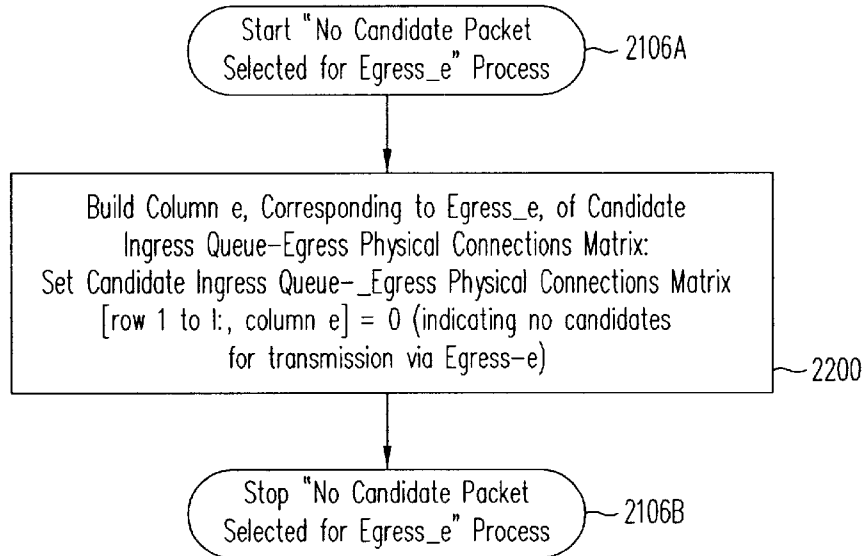 Start "No Candidate Packet
Selected for Egress_e" Process
2106A
Build Column e, Corresponding to Egress_e, of Candidate
Ingress Queue-Egress Physical Connections Matrix:
Set Candidate Ingress Queue-_Egress Physical Connections Matrix
[row 1 to I:, column e] = 0 (indicating no candidates
for transmission via Egress-e)
2200
Stop "No Candidate Packet
Selected for Egress_e" Process
2106B